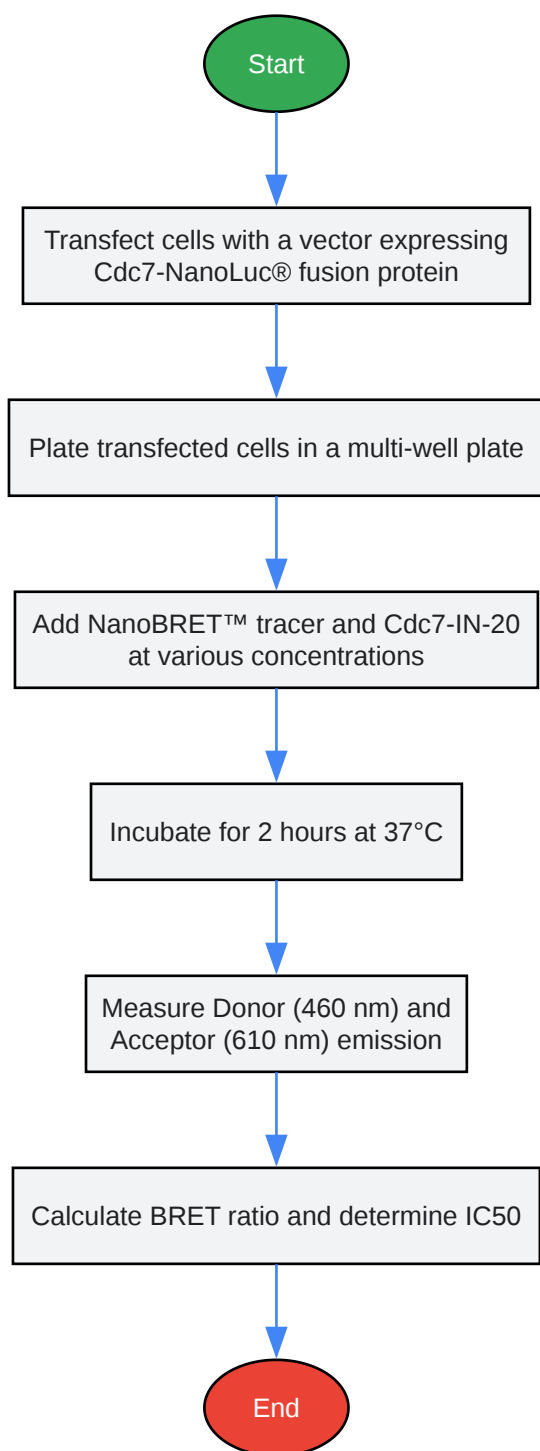 Start
Transfect cells with a vector expressing
Cdc7-NanoLuc® fusion protein
Plate transfected cells in a multi-well plate
Add NanoBRET™ tracer and Cdc7-IN-20
at various concentrations
Incubate for 2 hours at 37°C
Measure Donor (460 nm) and
Acceptor (610 nm) emission
Calculate BRET ratio and determine IC50
End